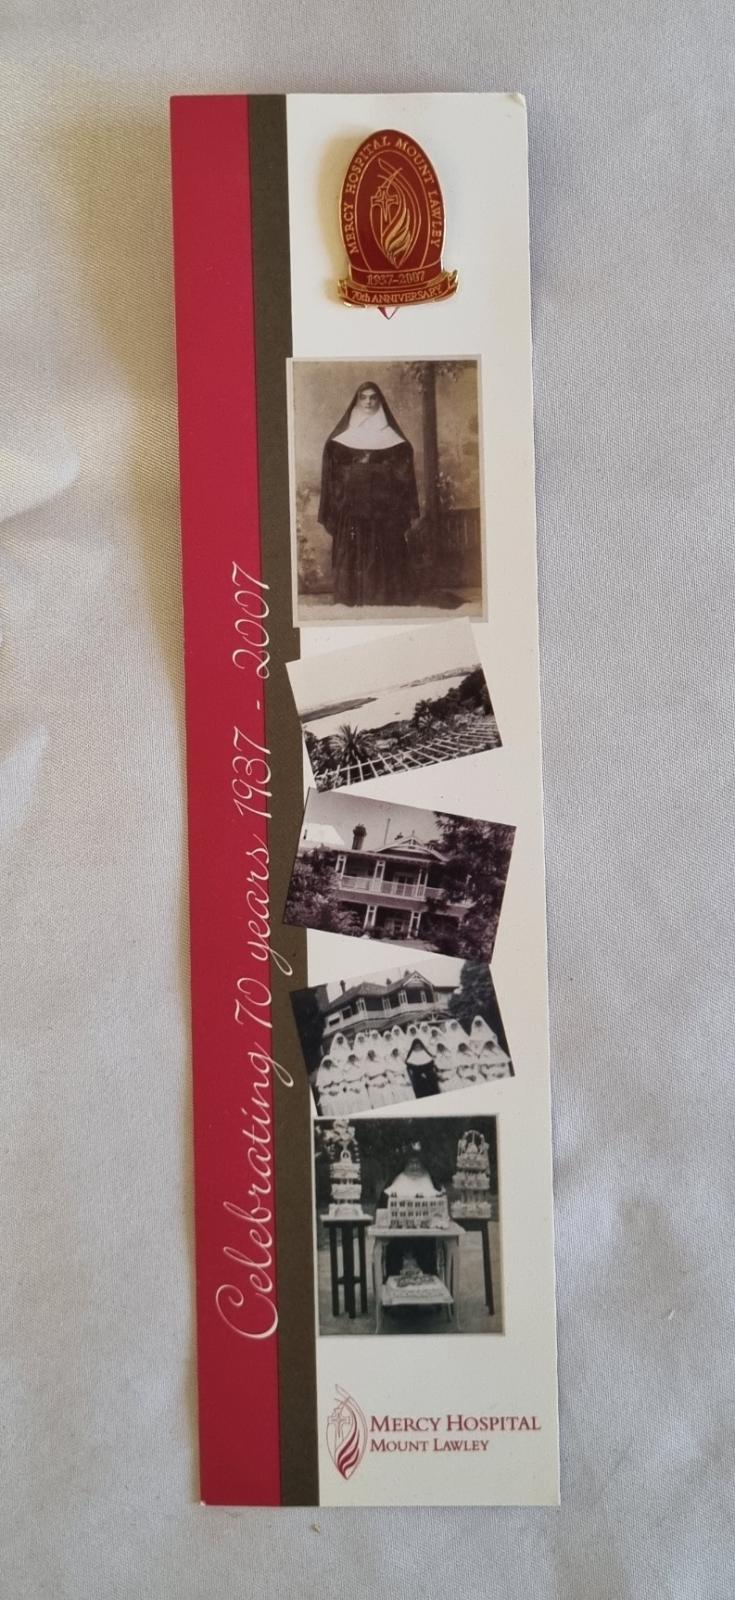 MERCY HOSPITAL MOUNT LAWLEY
1937-2007
70th ANNIVERSARY
Celebrating 70 years 1937 - 2007
MERCY HOSPITAL
MOUNT LAWLEY